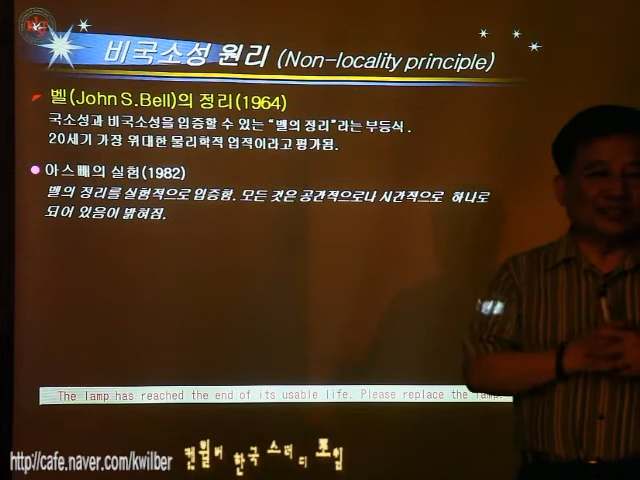 비국소성 원리 (Non-locality principle)
벨(John S.Bell)의 정리(1964)
국소성과 비국소성을 입증할 수 있는 “벨의 정리”라는 부등식 .
20세기 가장 위대한 물리학적 업적이라고 평가됨.
아스빼의 실험(1982)
벨의 정리를 실험적으로 입증함. 모든 것은 공간적으로나 시간적으로 하나로
되어 있음이 밝혀짐.
The lamp has reached the end of its usable life. Please replace the lamp.
http://cafe.naver.com/kwilber
켄윌버 한국 스터디 모임